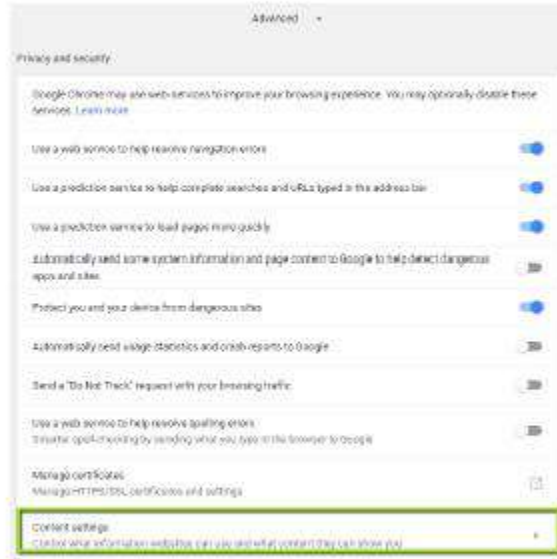 Advanced
Privacy and security
Google Chrome may use web services to improve your browsing experience. You may optionally disable these
services. Learn more
Use a web service to help resolve navigation errors
Use a prediction service to help complete searches and URLs typed in the address bar
Use a prediction service to load pages more quickly
Automatically send some system information and page content to Google to help detect dangerous
apps and sites
Protect you and your device from dangerous sites
Automatically send usage statistics and crash reports to Google
Send a "Do Not Track" request with your browsing traffic
Use a web service to help resolve spelling errors
Smarter spell-checking by sending what you type in the browser to Google
Manage certificates
Manage HTTPS/SSL certificates and settings
Content settings
Control what information websites can use and what content they can show you